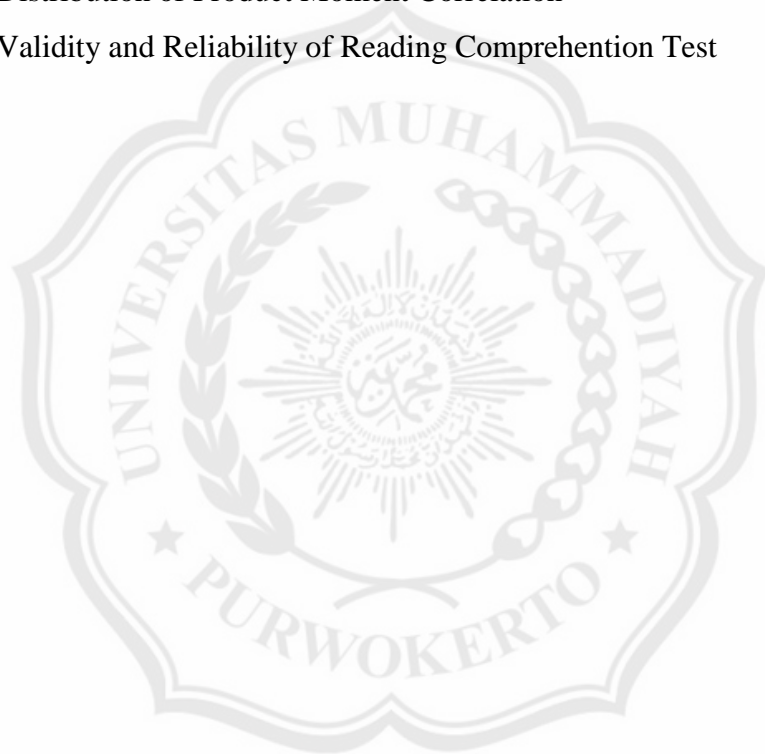 Distribution of Product Moment Correlation
Validity and Reliability of Reading Comprehention Test
UNIVERSITAS MUHAMMADIYAH
PURWOKERTO